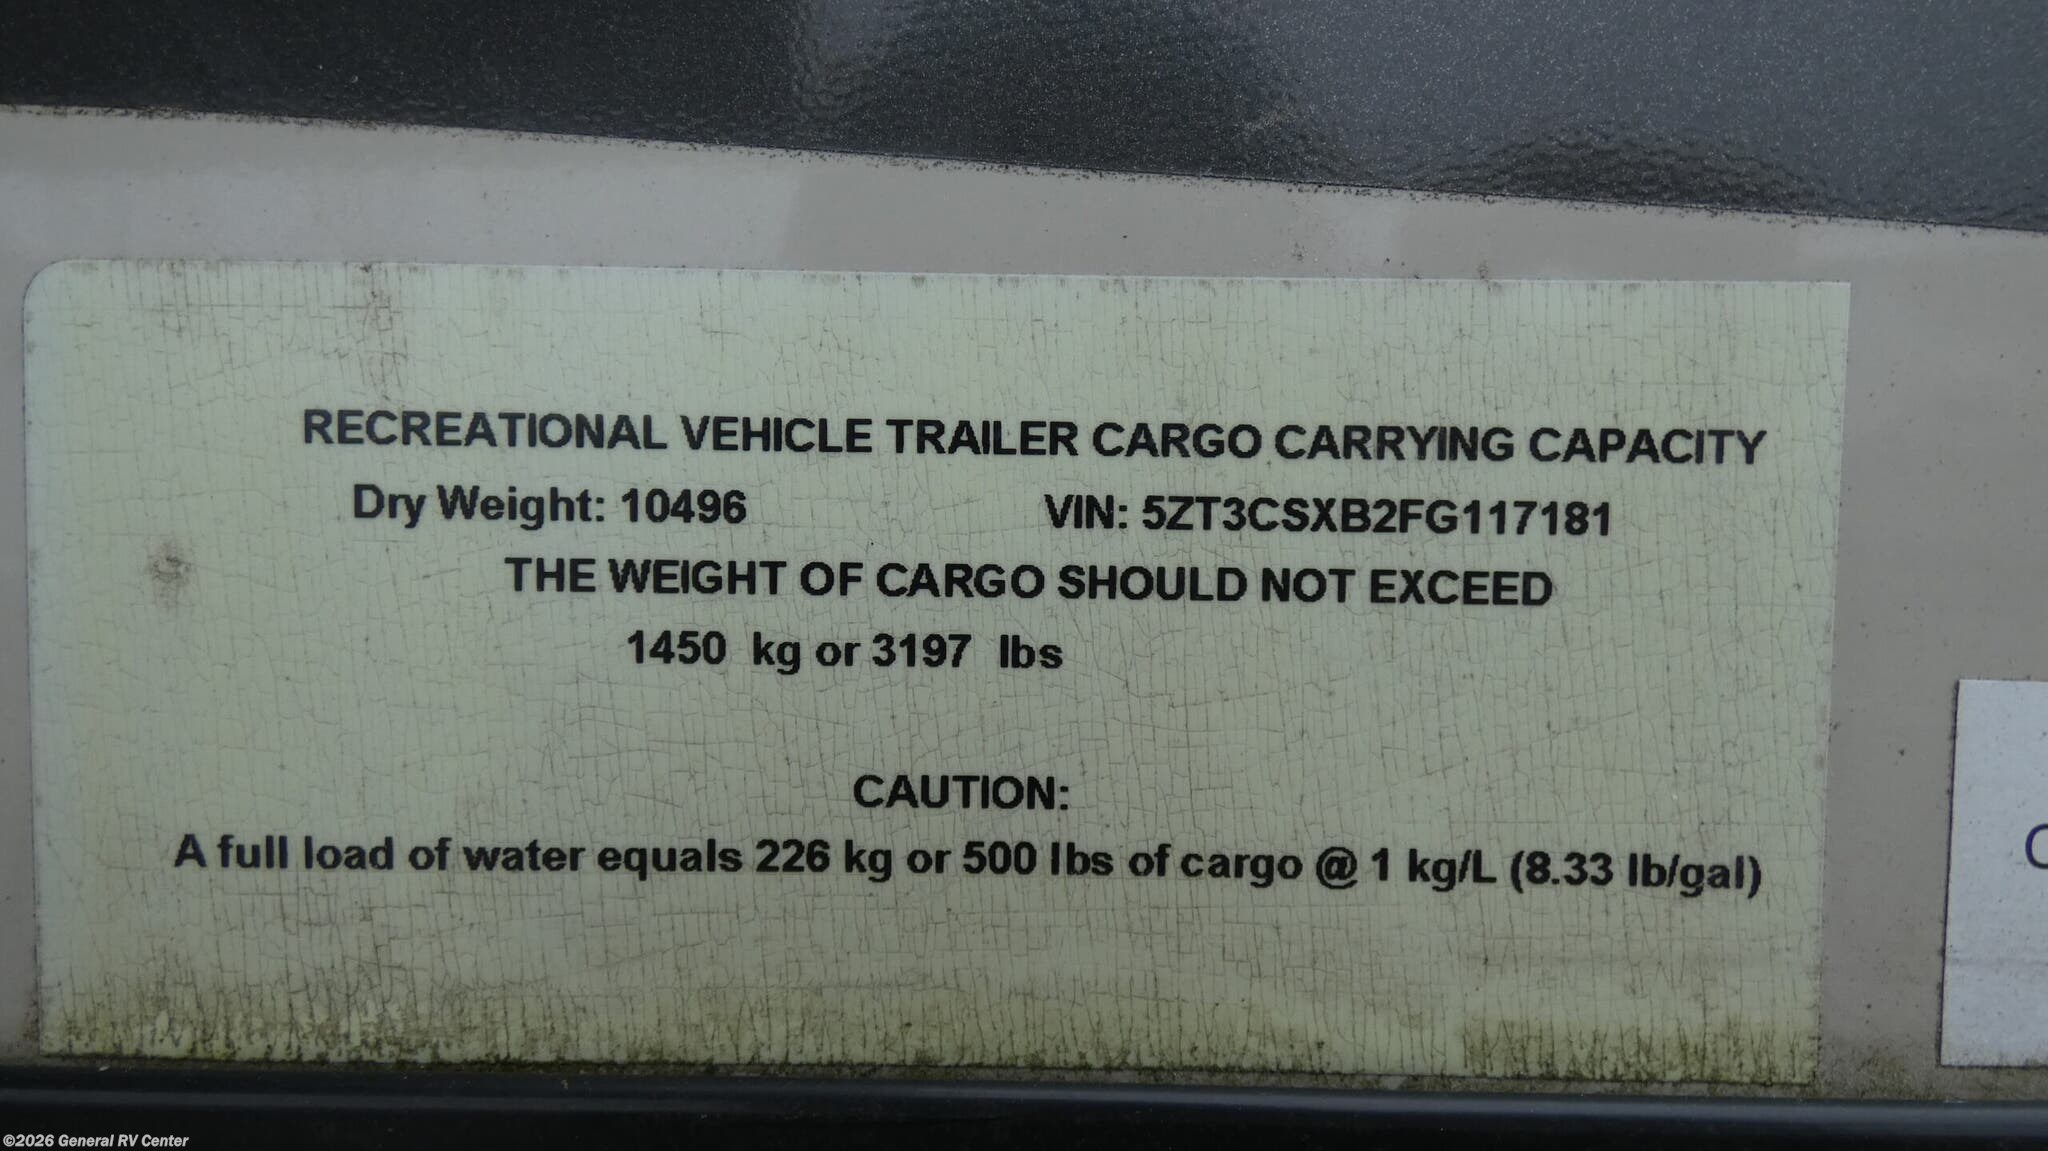 RECREATIONAL VEHICLE TRAILER CARGO CARRYING CAPACITY
Dry Weight: 10496 VIN: 5ZT3CSXB2FG117181
THE WEIGHT OF CARGO SHOULD NOT EXCEED
1450 kg or 3197 lbs
CAUTION:
A full load of water equals 226 kg or 500 lbs of cargo @ 1 kg/L (8.33 lb/gal)
©2026 General RV Center